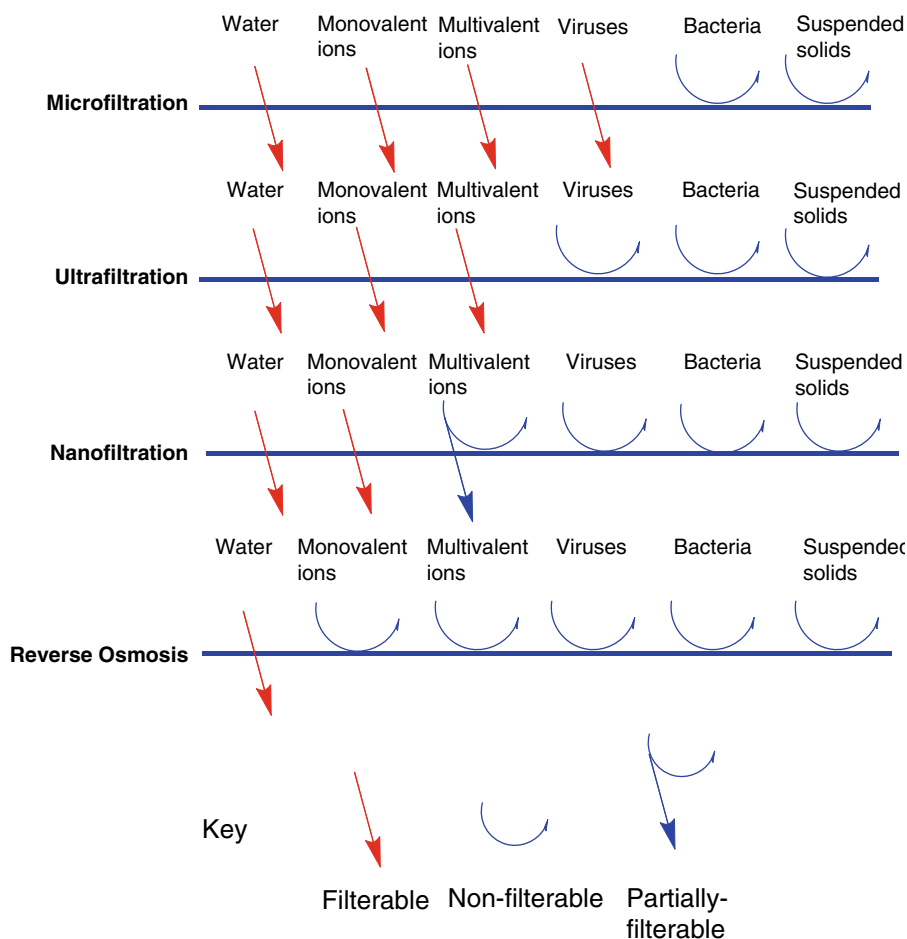 Water Monovalent ions Multivalent ions Viruses Bacteria Suspended solids
Microfiltration
Water Monovalent ions Multivalent ions Viruses Bacteria Suspended solids
Ultrafiltration
Water Monovalent ions Multivalent ions Viruses Bacteria Suspended solids
Nanofiltration
Water Monovalent ions Multivalent ions Viruses Bacteria Suspended solids
Reverse Osmosis
Key
Filterable Non-filterable Partially-
filterable